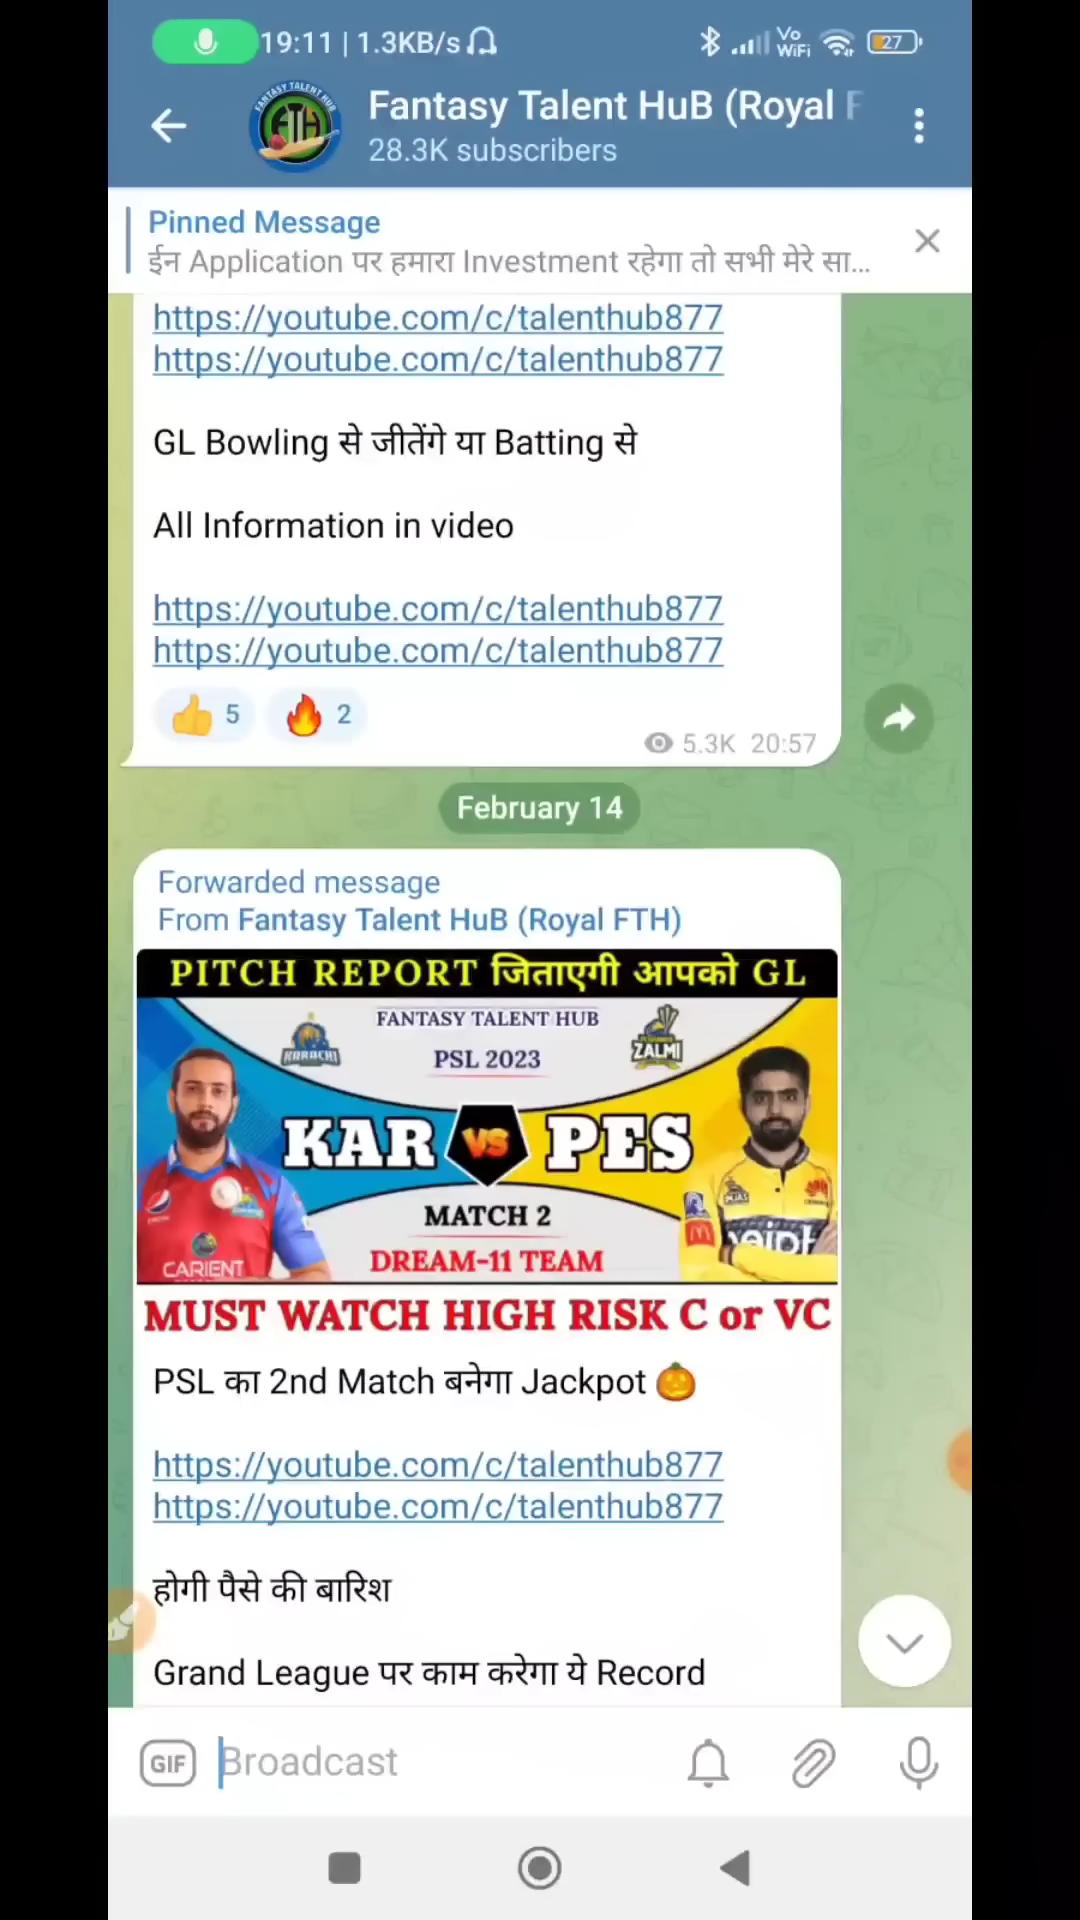 19:11 | 1.3KB/s
Vo
WiFi
27
Fantasy Talent HuB (Royal F
28.3K subscribers
Pinned Message
ईन Application पर हमारा Investment रहेगा तो सभी मेरे सा...
https://youtube.com/c/talenthub877
https://youtube.com/c/talenthub877
GL Bowling से जीतेंगे या Batting से
All Information in video
https://youtube.com/c/talenthub877
https://youtube.com/c/talenthub877
👍 5 🔥 2
5.3K 20:57
February 14
Forwarded message
From Fantasy Talent HuB (Royal FTH)
PITCH REPORT जिताएगी आपको GL
FANTASY TALENT HUB
KARACHI
ZALMI
PSL 2023
KAR VS PES
MATCH 2
CARIENT
DREAM-11 TEAM
MUST WATCH HIGH RISK C or VC
PSL का 2nd Match बनेगा Jackpot 🎃
https://youtube.com/c/talenthub877
https://youtube.com/c/talenthub877
होगी पैसे की बारिश
Grand League पर काम करेगा ये Record
GIF Broadcast